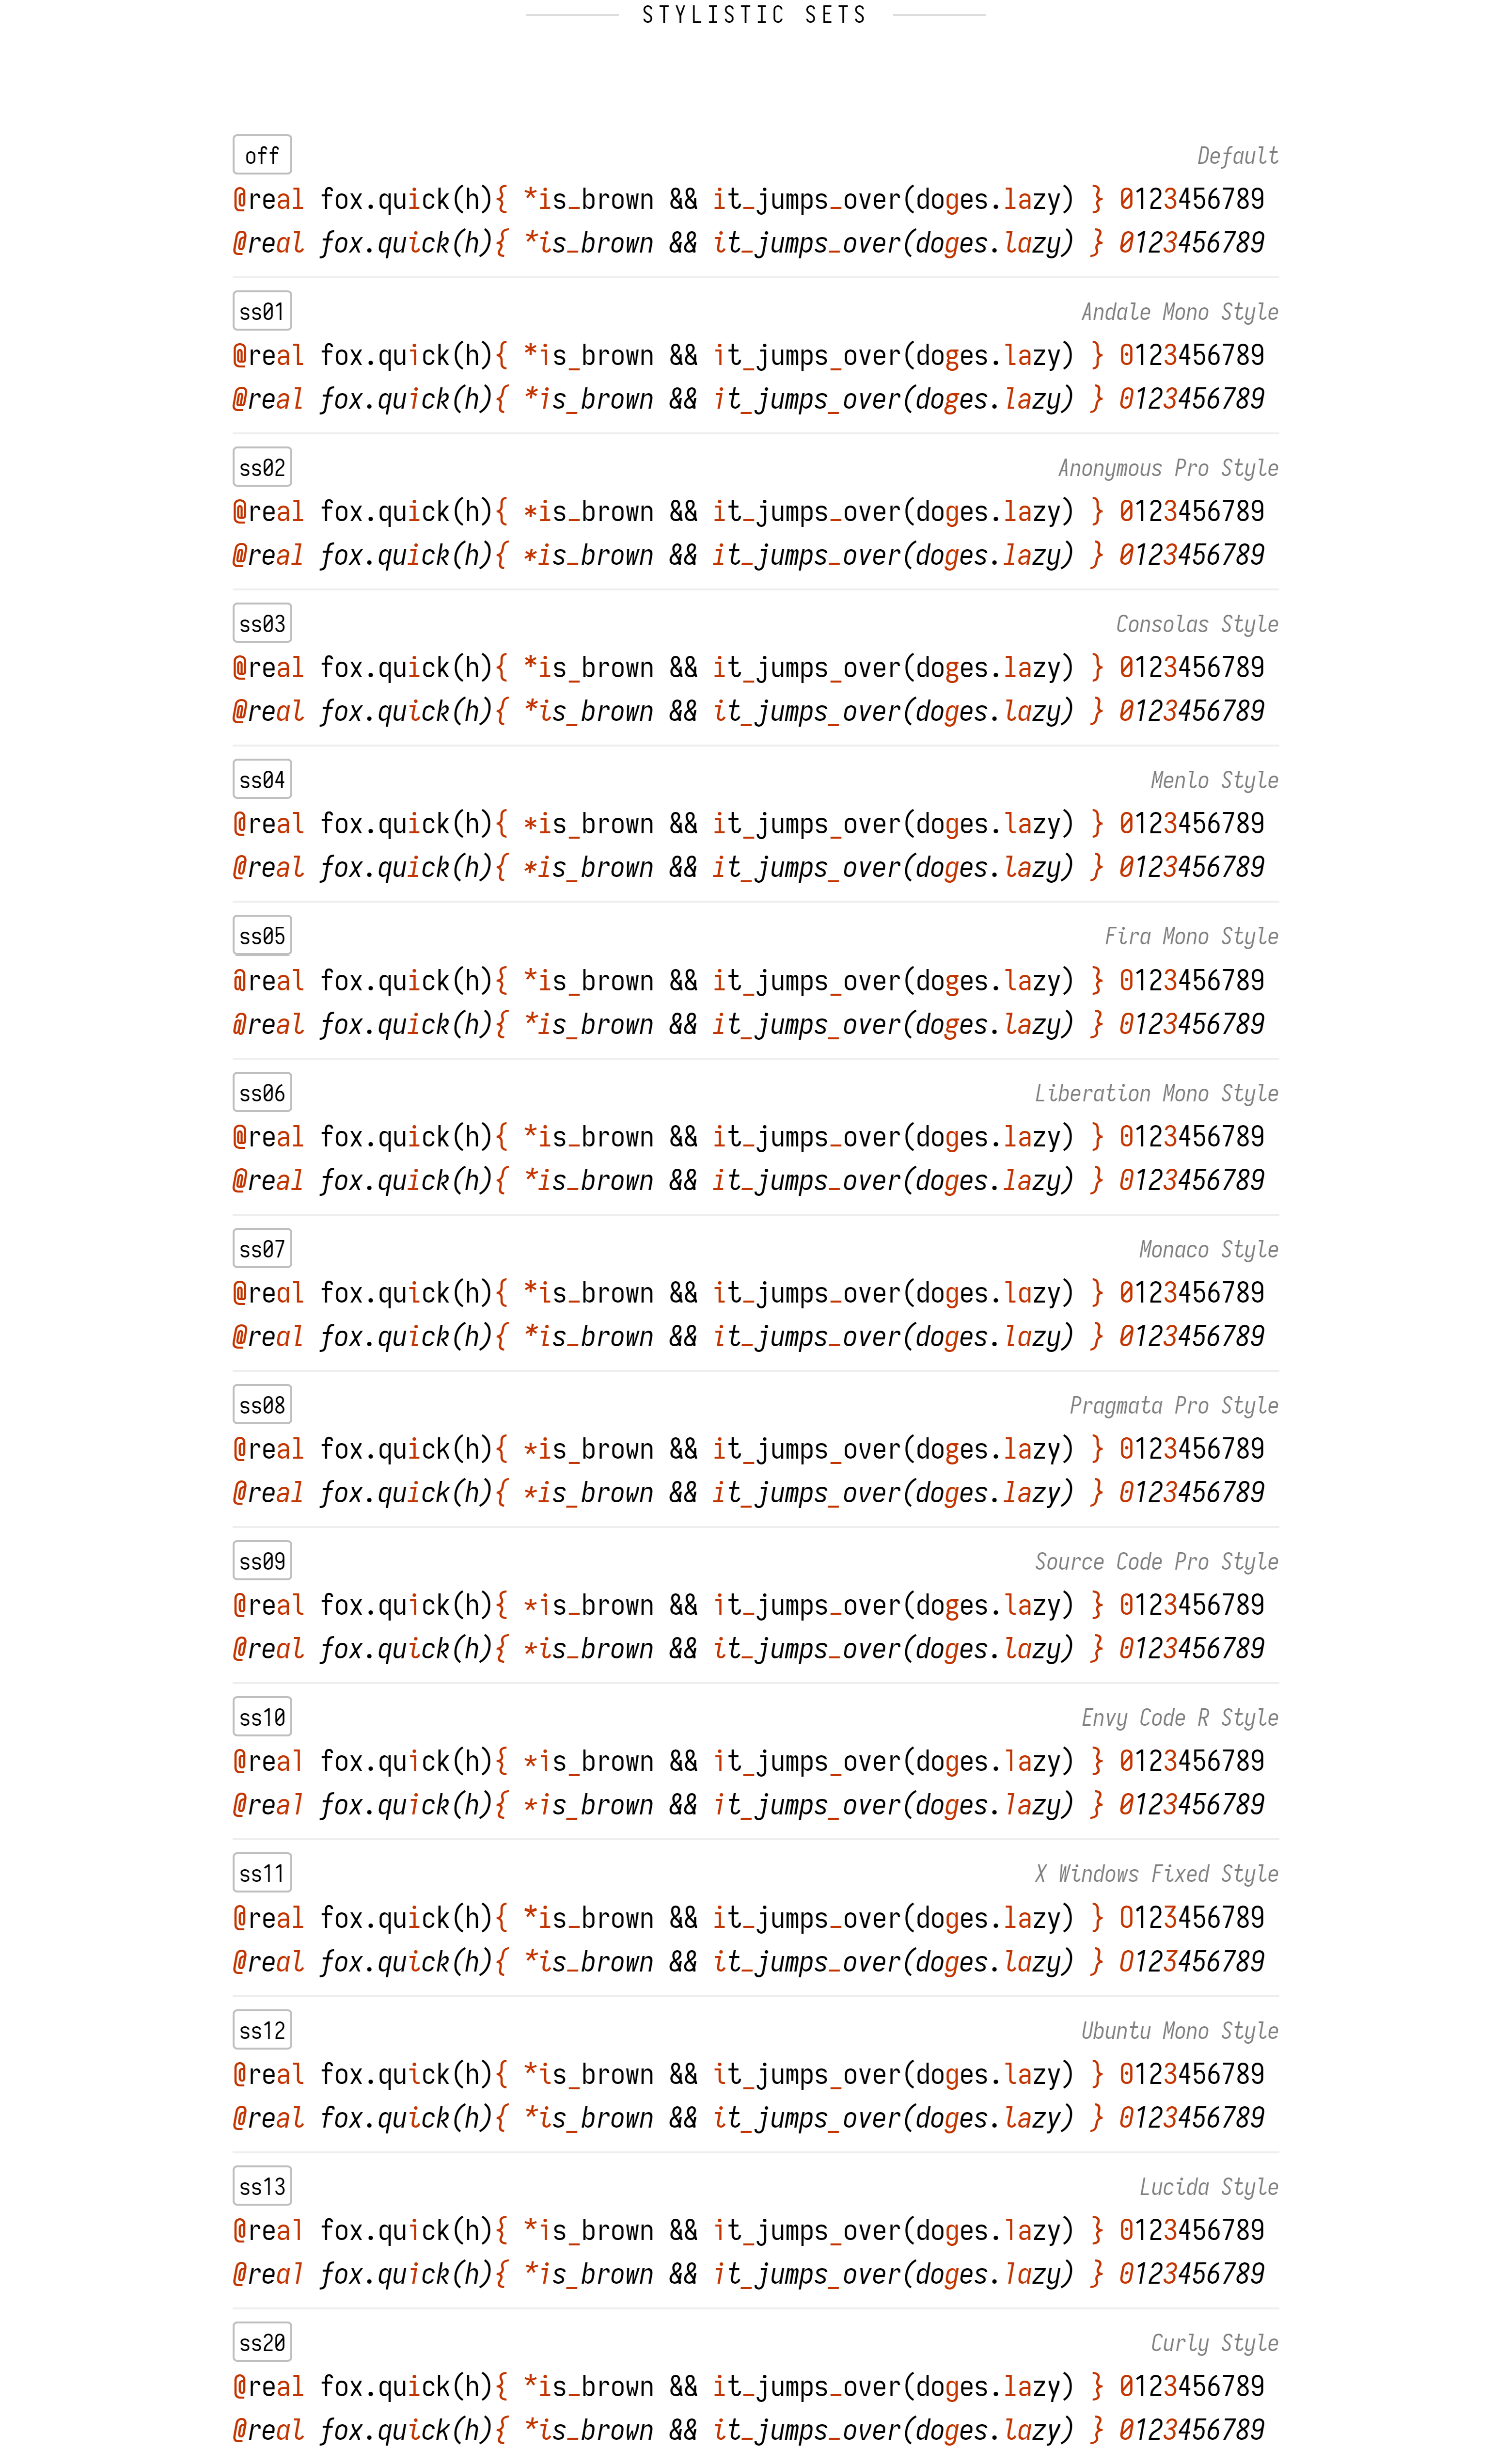 STYLISTIC SETS
off Default
@real fox.quick(h){ *is_brown && it_jumps_over(doges.lazy) } 0123456789
@real fox.quick(h){ *is_brown && it_jumps_over(doges.lazy) } 0123456789
ss01 Andale Mono Style
@real fox.quick(h){ *is_brown && it_jumps_over(doges.lazy) } 0123456789
@real fox.quick(h){ *is_brown && it_jumps_over(doges.lazy) } 0123456789
ss02 Anonymous Pro Style
@real fox.quick(h){ *is_brown && it_jumps_over(doges.lazy) } 0123456789
@real fox.quick(h){ *is_brown && it_jumps_over(doges.lazy) } 0123456789
ss03 Consolas Style
@real fox.quick(h){ *is_brown && it_jumps_over(doges.lazy) } 0123456789
@real fox.quick(h){ *is_brown && it_jumps_over(doges.lazy) } 0123456789
ss04 Menlo Style
@real fox.quick(h){ *is_brown && it_jumps_over(doges.lazy) } 0123456789
@real fox.quick(h){ *is_brown && it_jumps_over(doges.lazy) } 0123456789
ss05 Fira Mono Style
@real fox.quick(h){ *is_brown && it_jumps_over(doges.lazy) } 0123456789
@real fox.quick(h){ *is_brown && it_jumps_over(doges.lazy) } 0123456789
ss06 Liberation Mono Style
@real fox.quick(h){ *is_brown && it_jumps_over(doges.lazy) } 0123456789
@real fox.quick(h){ *is_brown && it_jumps_over(doges.lazy) } 0123456789
ss07 Monaco Style
@real fox.quick(h){ *is_brown && it_jumps_over(doges.lazy) } 0123456789
@real fox.quick(h){ *is_brown && it_jumps_over(doges.lazy) } 0123456789
ss08 Pragmata Pro Style
@real fox.quick(h){ *is_brown && it_jumps_over(doges.lazy) } 0123456789
@real fox.quick(h){ *is_brown && it_jumps_over(doges.lazy) } 0123456789
ss09 Source Code Pro Style
@real fox.quick(h){ *is_brown && it_jumps_over(doges.lazy) } 0123456789
@real fox.quick(h){ *is_brown && it_jumps_over(doges.lazy) } 0123456789
ss10 Envy Code R Style
@real fox.quick(h){ *is_brown && it_jumps_over(doges.lazy) } 0123456789
@real fox.quick(h){ *is_brown && it_jumps_over(doges.lazy) } 0123456789
ss11 X Windows Fixed Style
@real fox.quick(h){ *is_brown && it_jumps_over(doges.lazy) } 0123456789
@real fox.quick(h){ *is_brown && it_jumps_over(doges.lazy) } 0123456789
ss12 Ubuntu Mono Style
@real fox.quick(h){ *is_brown && it_jumps_over(doges.lazy) } 0123456789
@real fox.quick(h){ *is_brown && it_jumps_over(doges.lazy) } 0123456789
ss13 Lucida Style
@real fox.quick(h){ *is_brown && it_jumps_over(doges.lazy) } 0123456789
@real fox.quick(h){ *is_brown && it_jumps_over(doges.lazy) } 0123456789
ss20 Curly Style
@real fox.quick(h){ *is_brown && it_jumps_over(doges.lazy) } 0123456789
@real fox.quick(h){ *is_brown && it_jumps_over(doges.lazy) } 0123456789